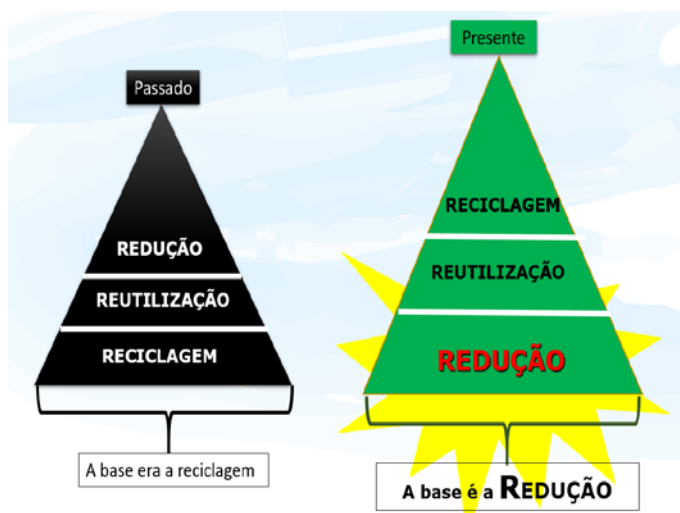 Passado
REDUÇÃO
REUTILIZAÇÃO
RECICLAGEM
A base era a reciclagem
Presente
RECICLAGEM
REUTILIZAÇÃO
REDUÇÃO
A base é a REDUÇÃO